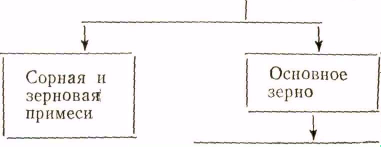 Сорная и
зерновая
примеси
Основное
зерно